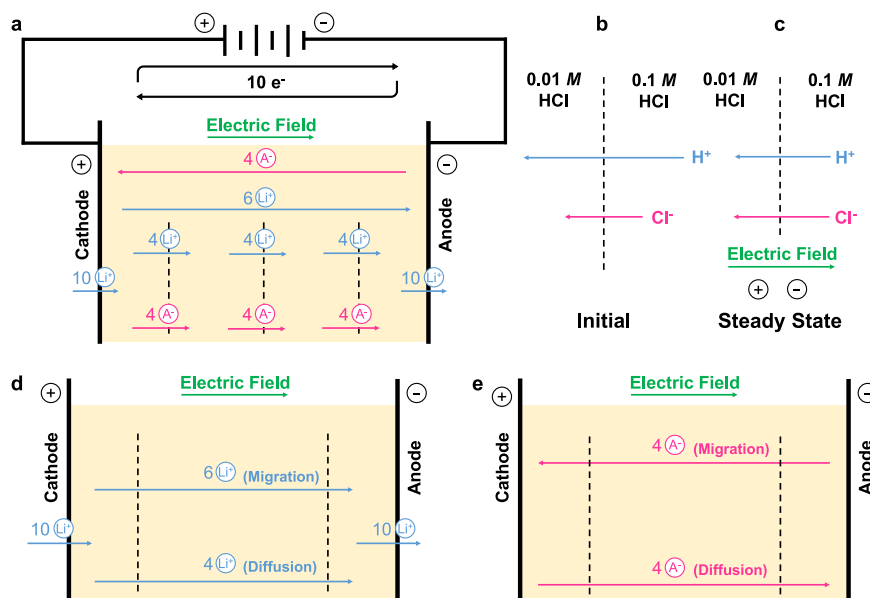 a
+
-
10 e-
Electric Field
+
-
4 A-
6 Li+
4 Li+ 4 Li+ 4 Li+
Cathode
Anode
10 Li+
10 Li+
4 A- 4 A- 4 A-
b
0.01 M
HCl
0.1 M
HCl
H+
Cl-
Initial
c
0.01 M
HCl
0.1 M
HCl
H+
Cl-
Electric Field
+ -
Steady State
d
Electric Field
+
-
Cathode
Anode
6 Li+ (Migration)
10 Li+
10 Li+
4 Li+ (Diffusion)
e
Electric Field
+
-
Cathode
Anode
4 A- (Migration)
4 A- (Diffusion)